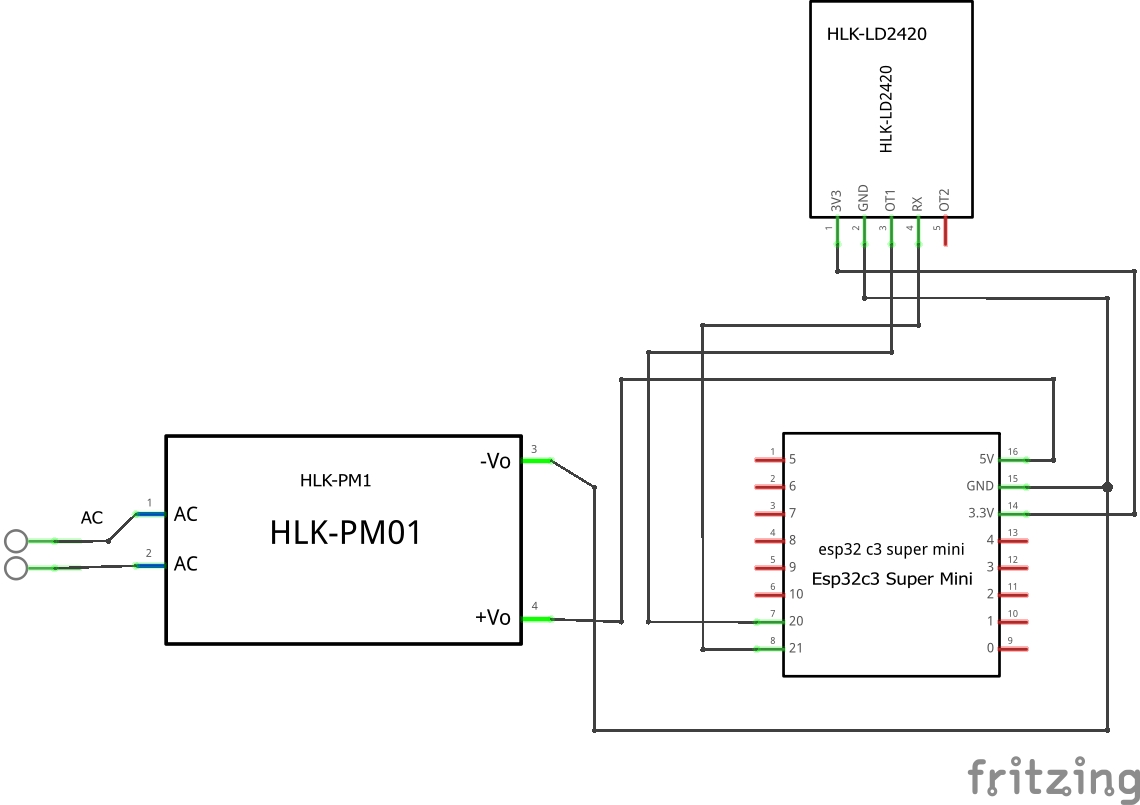 HLK-LD2420
HLK-LD2420
3V3
GND
OT1
RX
OT2
1
2
3
4
5
HLK-PM1
HLK-PM01
AC
1
AC
2
AC
3
-Vo
4
+Vo
esp32 c3 super mini
Esp32c3 Super Mini
1
5
2
6
3
7
4
8
5
9
6
10
7
20
8
21
5V
16
GND
15
3.3V
14
4
13
3
12
2
11
1
10
0
9
fritzing